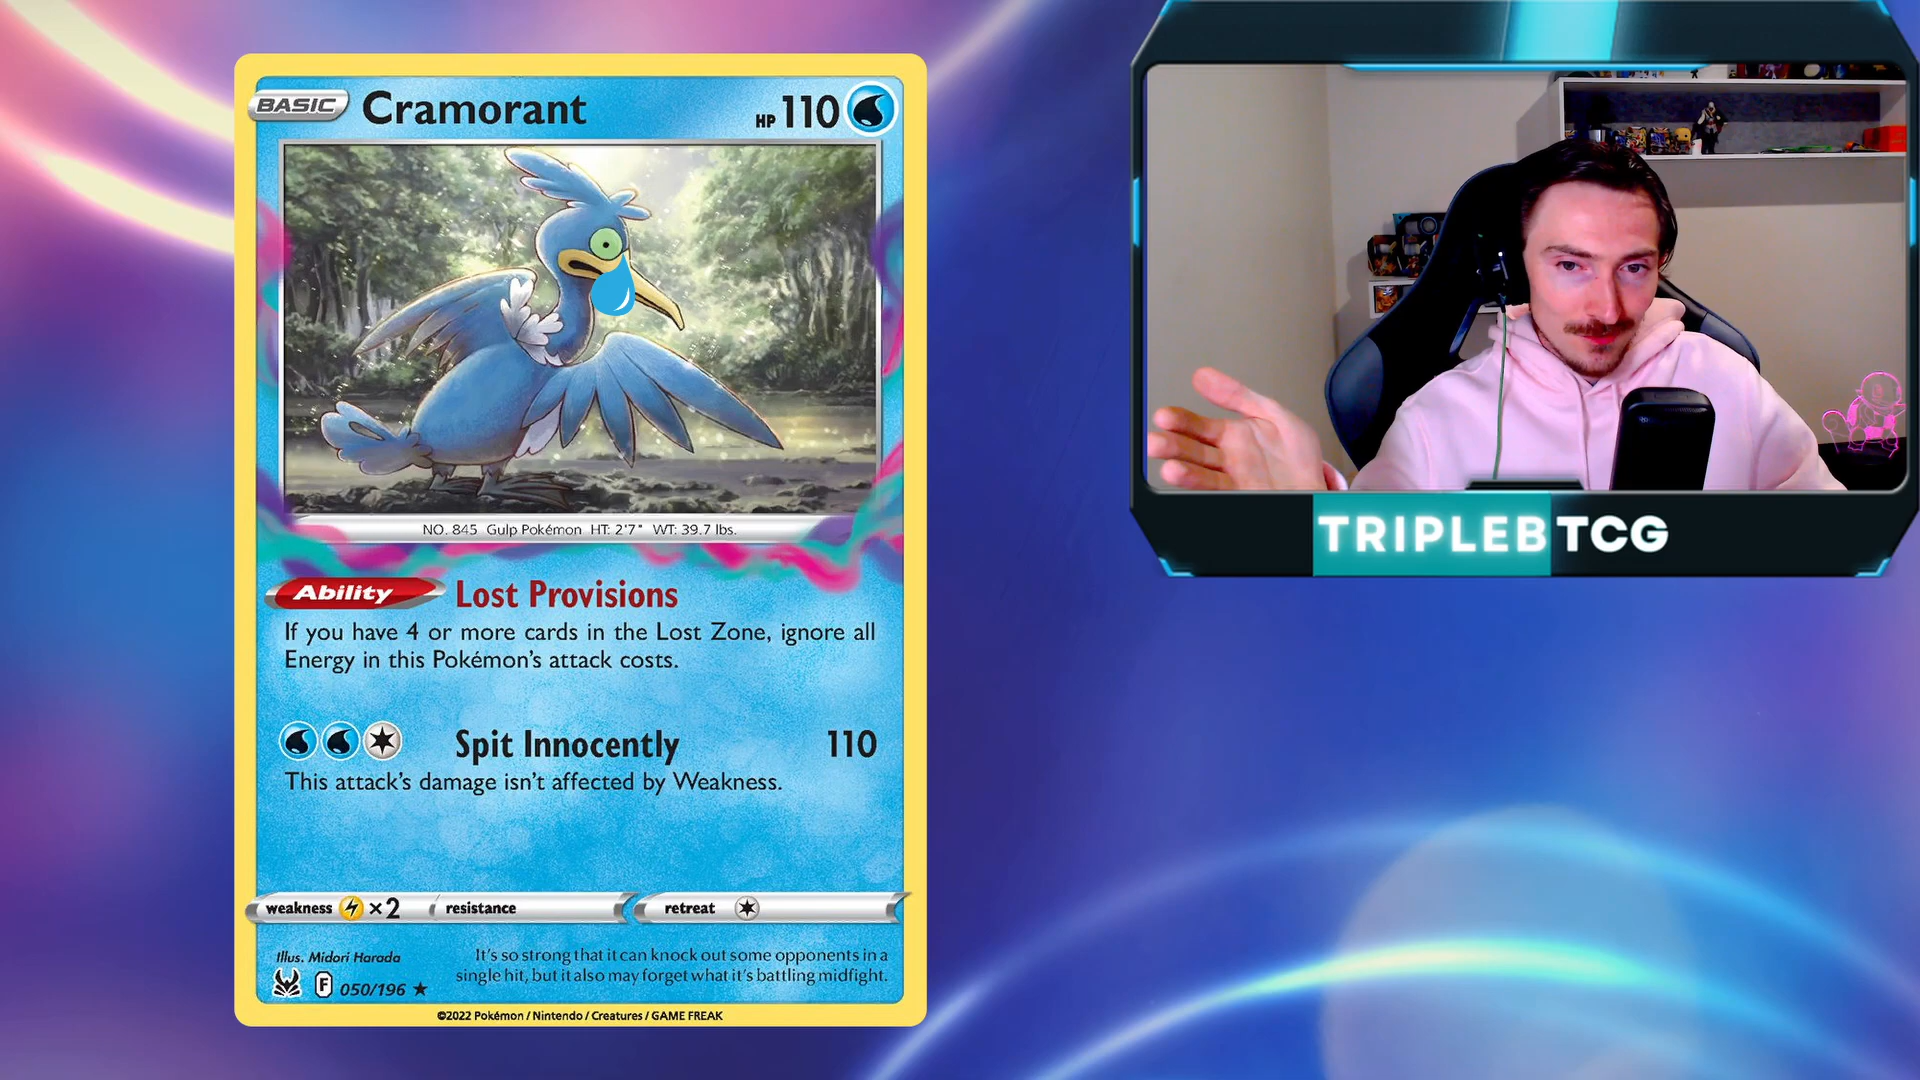 BASIC Cramorant HP 110
NO. 845 Gulp Pokémon HT: 2'7" WT: 39.7 lbs.
Ability Lost Provisions
If you have 4 or more cards in the Lost Zone, ignore all
Energy in this Pokémon's attack costs.
Spit Innocently 110
This attack's damage isn't affected by Weakness.
weakness ×2 resistance retreat
Illus. Midori Harada
It's so strong that it can knock out some opponents in a
single hit, but it also may forget what it's battling midfight.
F 050/196 ★
©2022 Pokémon / Nintendo / Creatures / GAME FREAK
TRIPLEB TCG